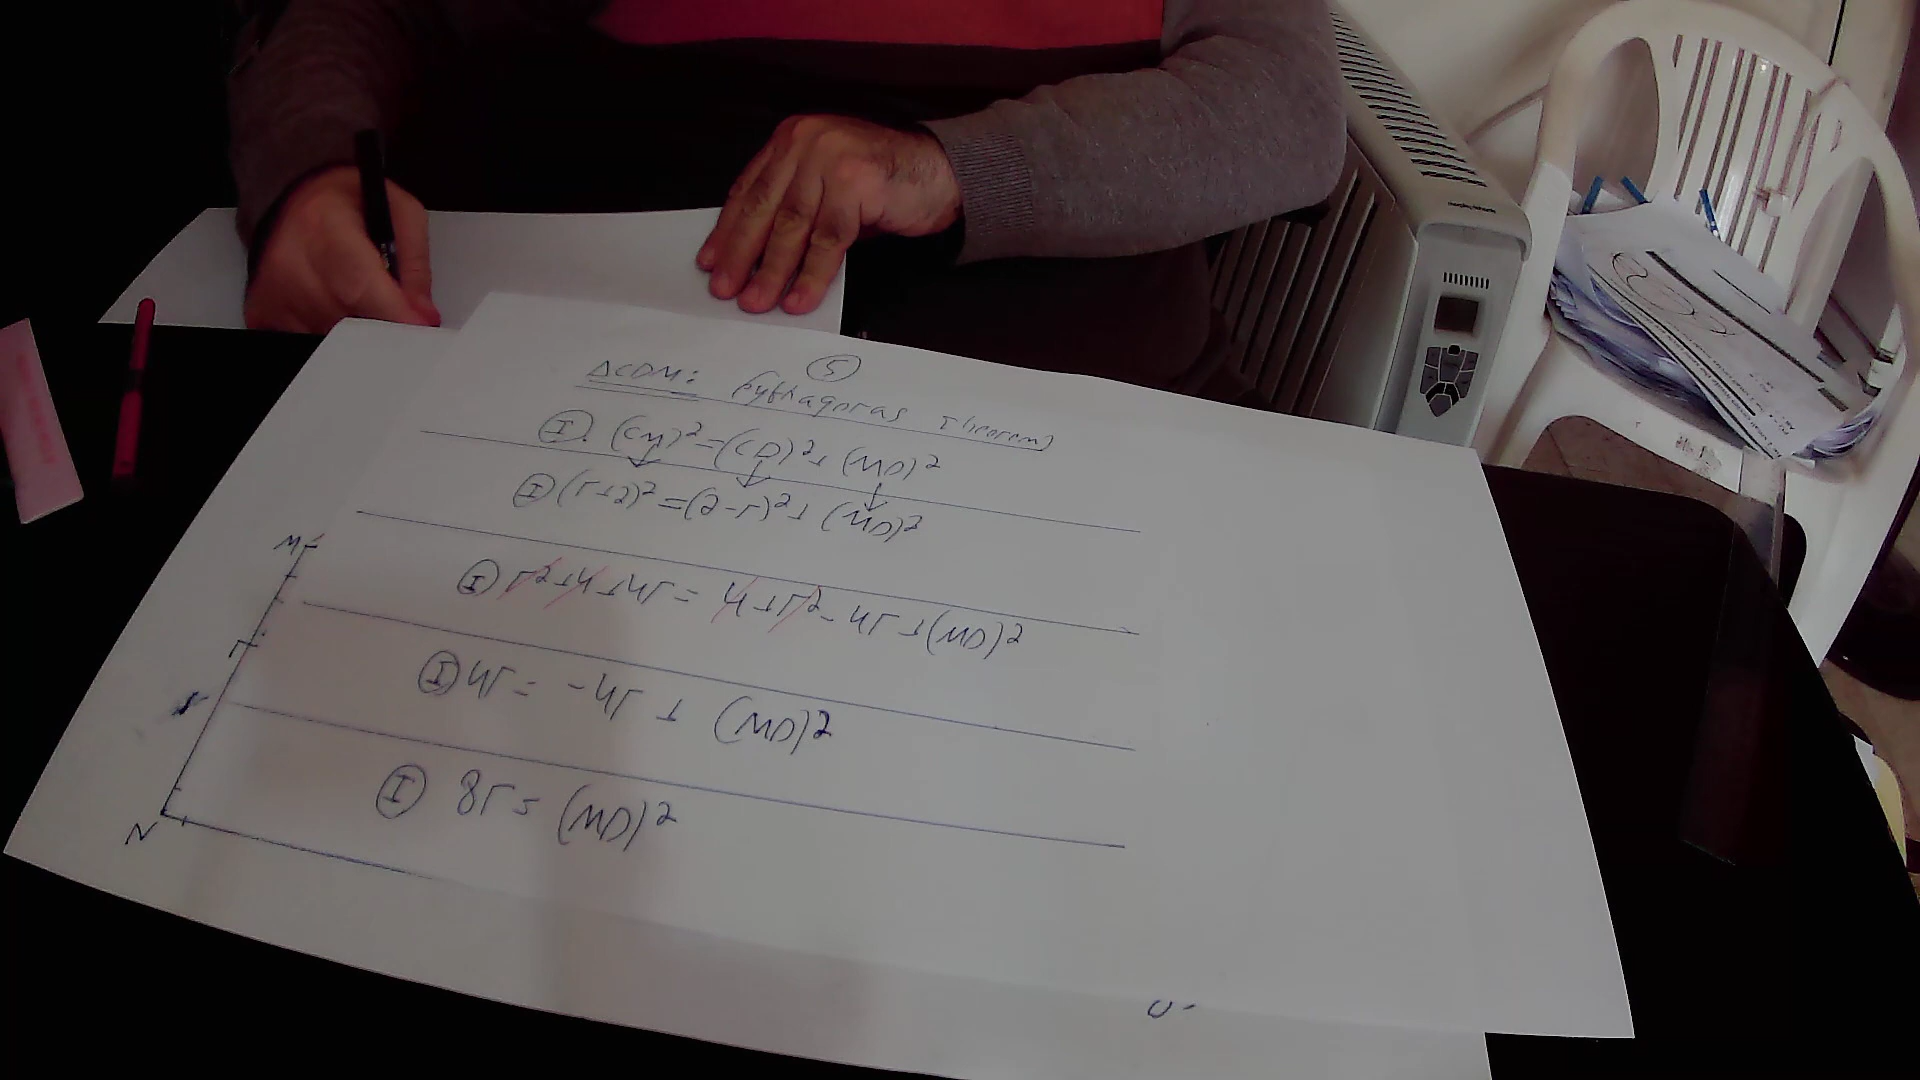 5
ΔCDM: Pythagoras Theorem
I. (CM)²=(CD)²+(MD)²
I (r+2)²=(2-r)²+(MD)²
I r²+4+4r = 4+r²-4r+(MD)²
I 4r = -4r + (MD)²
I 8r = (MD)²
M
r
N